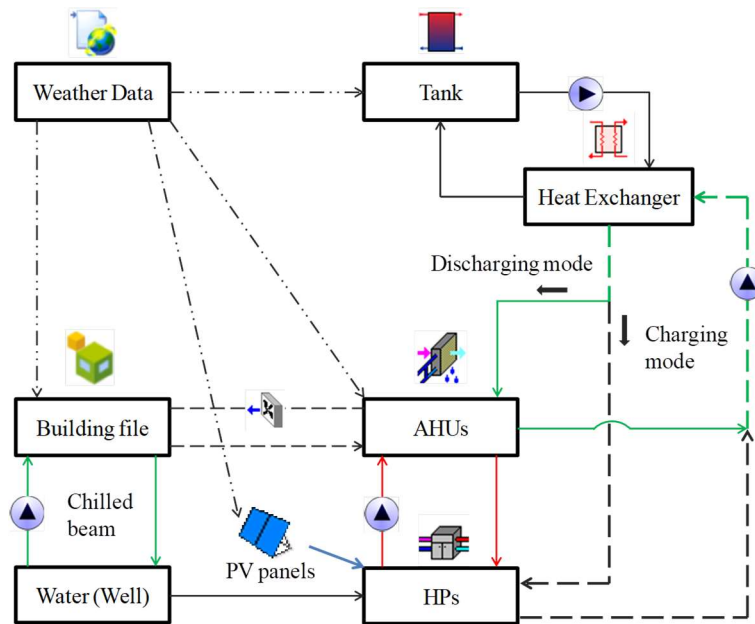 Weather Data
Tank
Heat Exchanger
Discharging mode
Charging
mode
Building file
AHUs
Chilled
beam
PV panels
Water (Well)
HPs